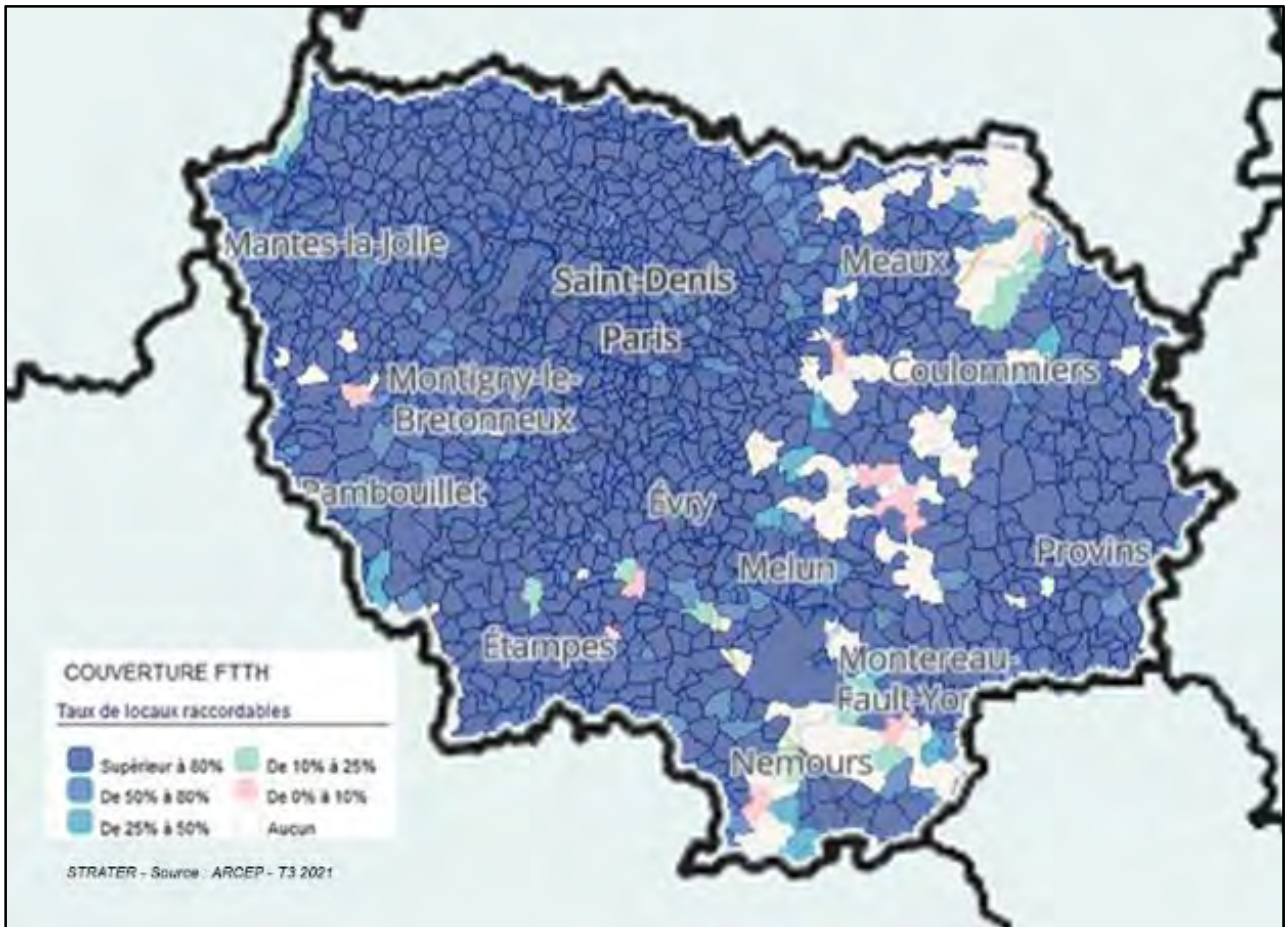 Mantes-la-Jolie
Saint-Denis
Meaux
Paris
Montigny-le-
Bretonneux
Coulommiers
Rambouillet
Évry
Melun
Provins
Étampes
Montereau-
Fault-Yor
Nemours
COUVERTURE FTTH
Taux de locaux raccordables
Supérieur à 80%
De 10% à 25%
De 50% à 80%
De 0% à 10%
De 25% à 50%
Aucun
STRATER - Source : ARCEP - T3 2021